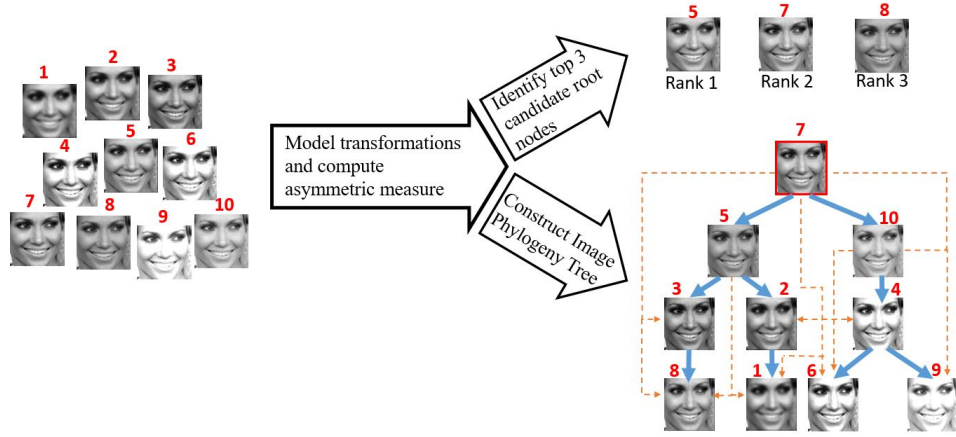 1
2
3
4
5
6
7
8
9
10
Model transformations
and compute
asymmetric measure
Identify top 3
candidate root
nodes
Construct Image
Phylogeny Tree
5
7
8
Rank 1
Rank 2
Rank 3
7
5
10
3
2
4
8
1
6
9